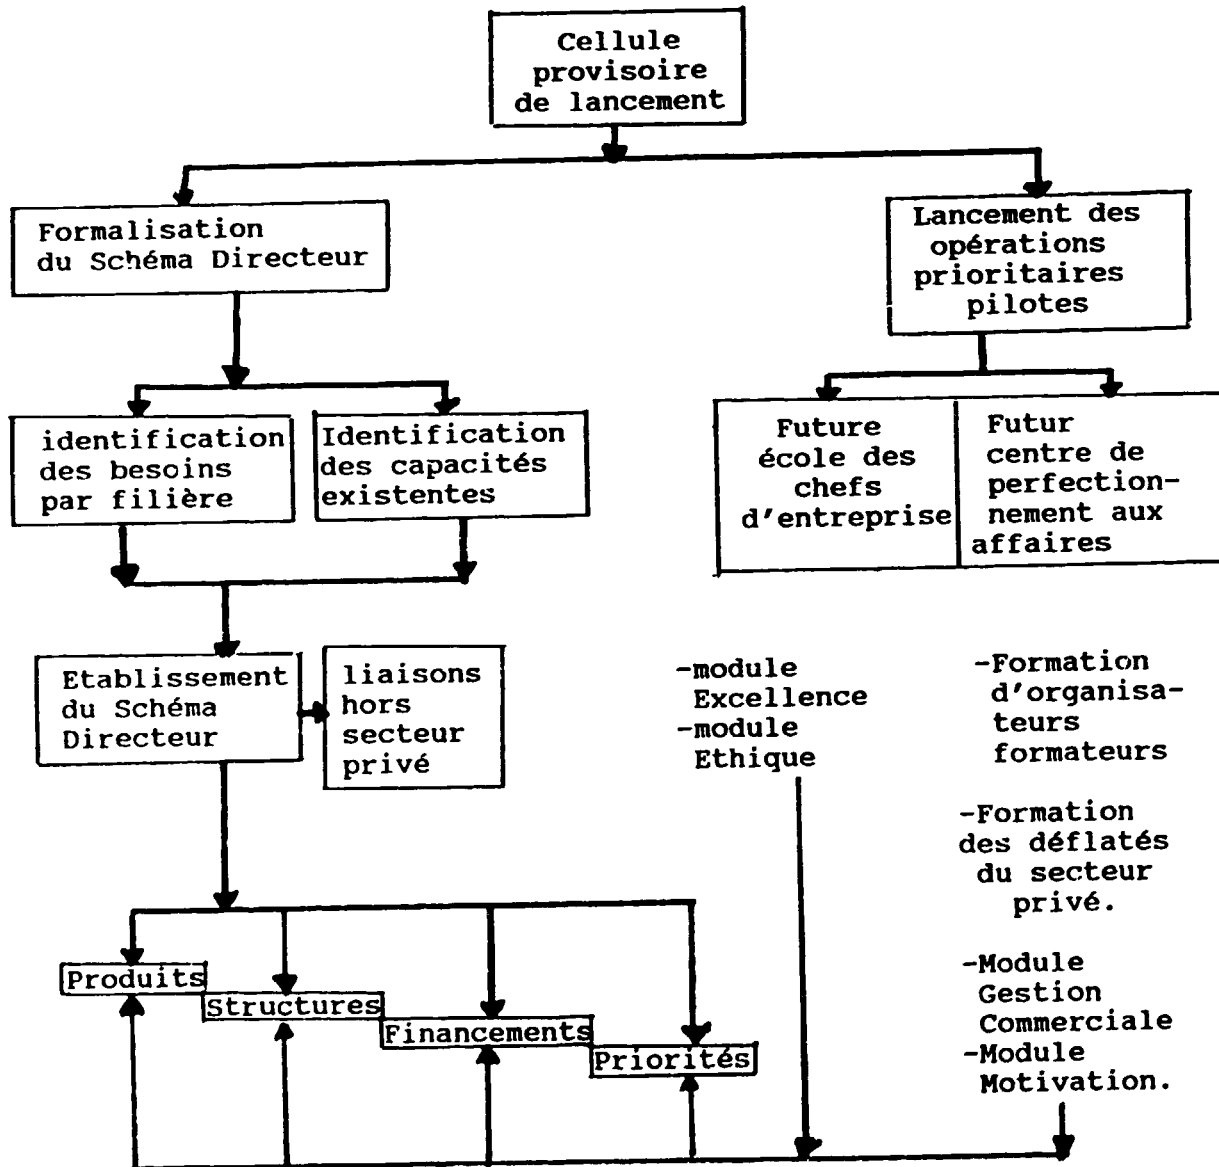 Cellule
provisoire
de lancement
Formalisation
du Schéma Directeur
Lancement des
opérations
prioritaires
pilotes
identification
des besoins
par filière
Identification
des capacités
existentes
Future
école des
chefs
d'entreprise
Futur
centre de
perfection-
nement aux
affaires
Etablissement
du Schéma
Directeur
liaisons
hors
secteur
privé
-module
Excellence
-module
Ethique
-Formation
d'organisa-
teurs
formateurs
-Formation
des déflatés
du secteur
privé.
-Module
Gestion
Commerciale
-Module
Motivation.
Produits
Structures
Financements
Priorités